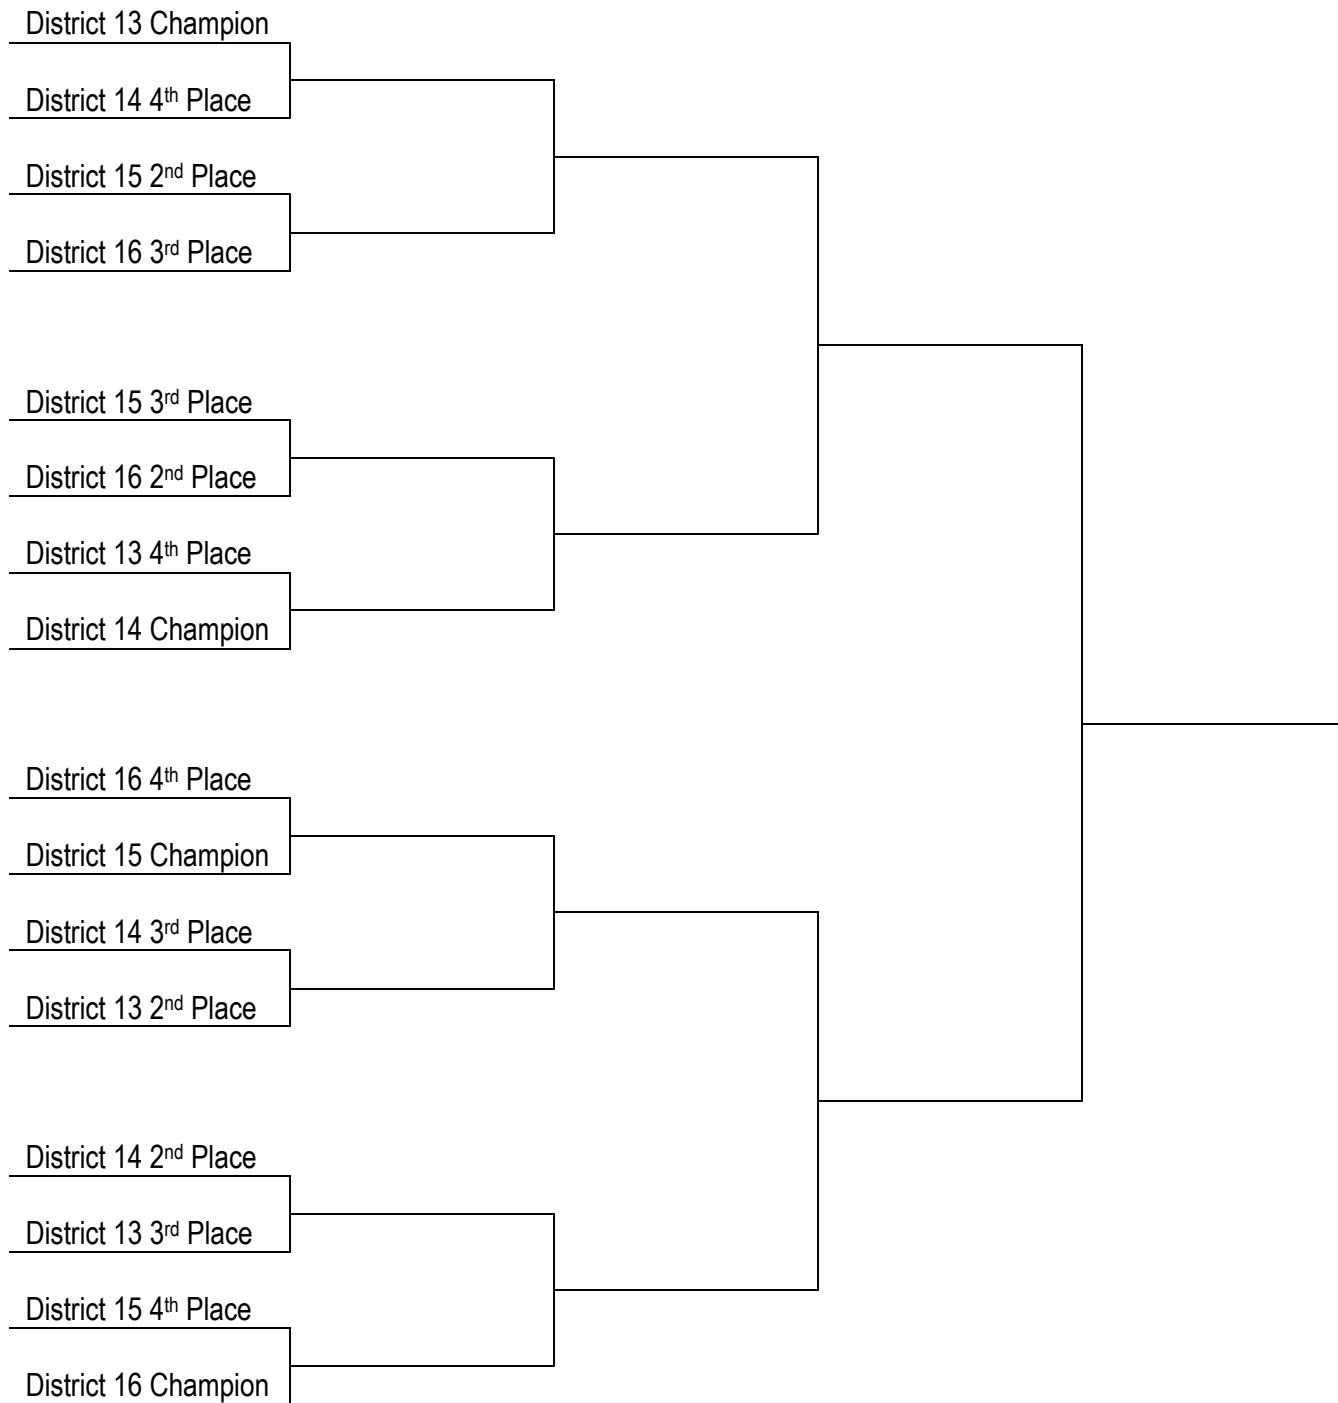 District 13 Champion
District 14 4th Place
District 15 2nd Place
District 16 3rd Place
District 15 3rd Place
District 16 2nd Place
District 13 4th Place
District 14 Champion
District 16 4th Place
District 15 Champion
District 14 3rd Place
District 13 2nd Place
District 14 2nd Place
District 13 3rd Place
District 15 4th Place
District 16 Champion